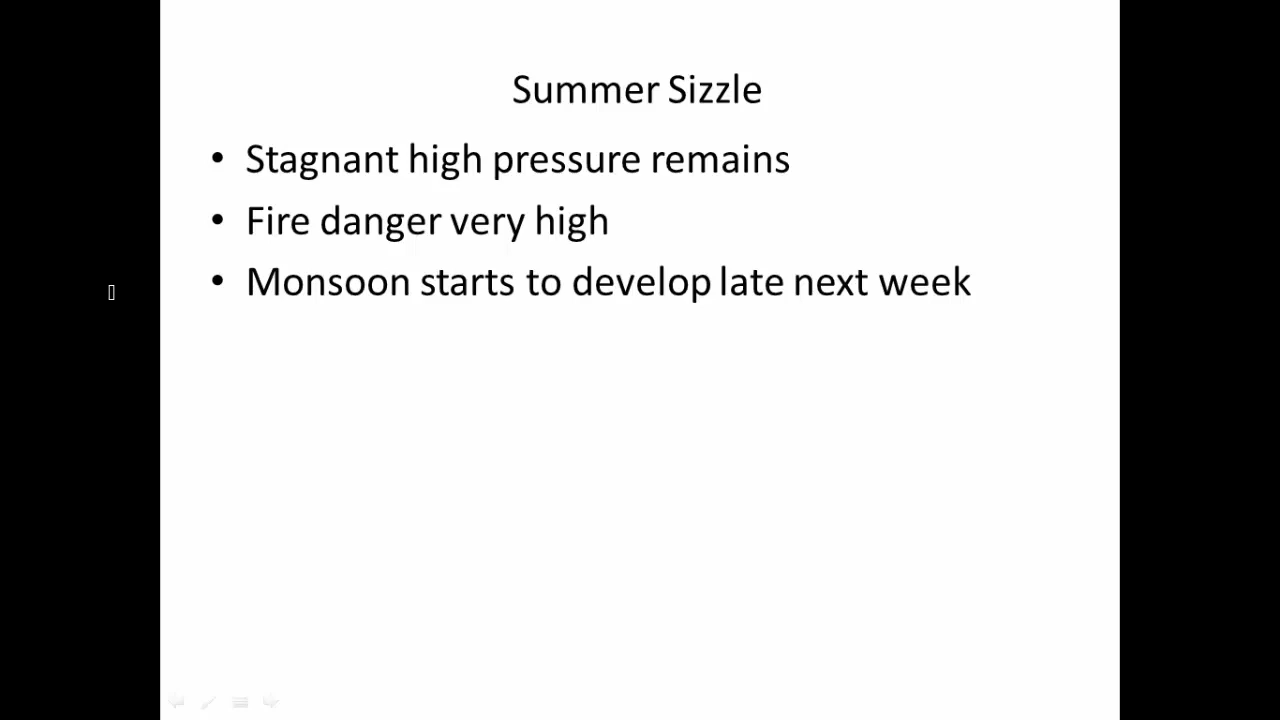 Summer Sizzle
• Stagnant high pressure remains
• Fire danger very high
• Monsoon starts to develop late next week